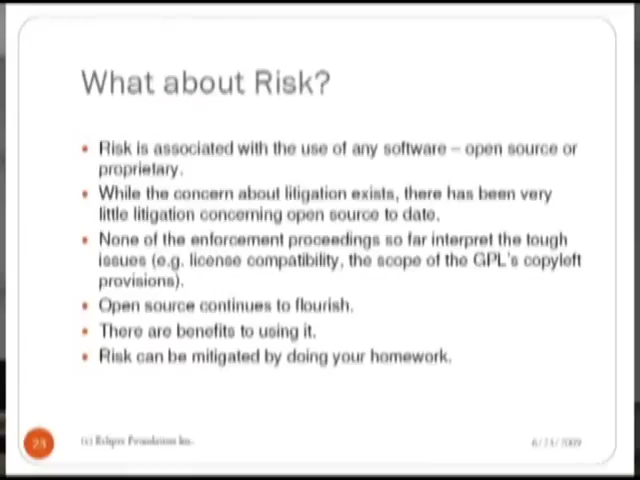 What about Risk?
Risk is associated with the use of any software – open source or
proprietary.
While the concern about litigation exists, there has been very
little litigation concerning open source to date.
None of the enforcement proceedings so far interpret the tough
issues (e.g. license compatibility, the scope of the GPL's copyleft
provisions).
Open source continues to flourish.
There are benefits to using it.
Risk can be mitigated by doing your homework.
(c) Eclipse Foundation Inc.